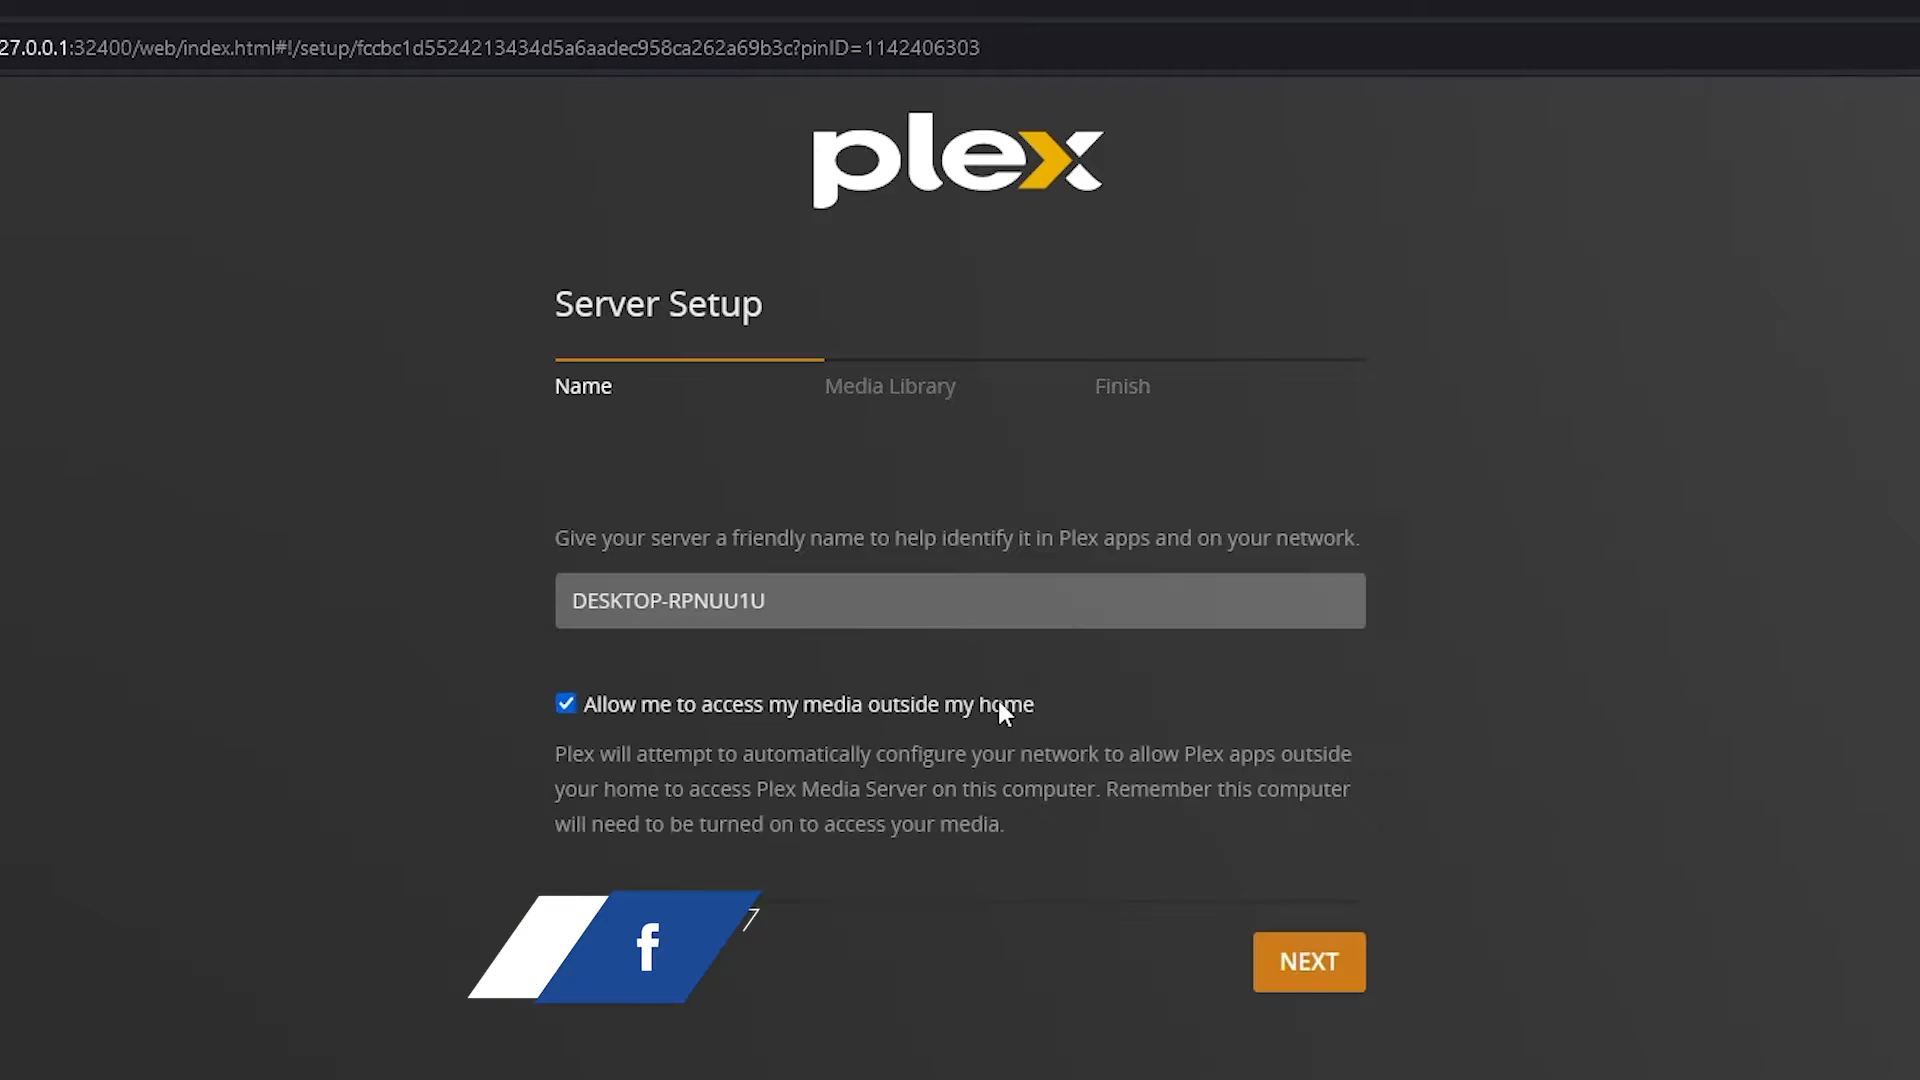 27.0.0.1:32400/web/index.html#!/setup/fccbc1d5524213434d5a6aadec958ca262a69b3c?pinID=1142406303
plex
Server Setup
Name
Media Library
Finish
Give your server a friendly name to help identify it in Plex apps and on your network.
DESKTOP-RPNUU1U
Allow me to access my media outside my home
Plex will attempt to automatically configure your network to allow Plex apps outside
your home to access Plex Media Server on this computer. Remember this computer
will need to be turned on to access your media.
f
NEXT